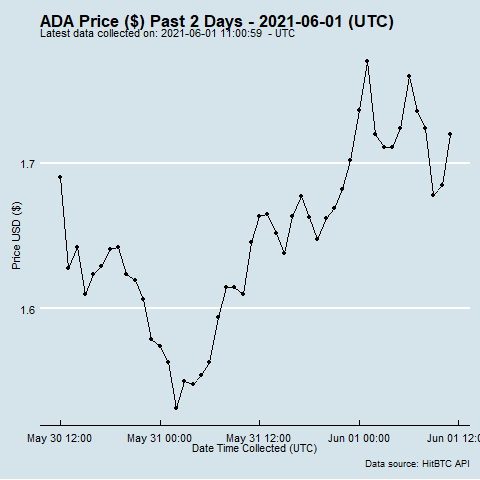 ADA Price ($) Past 2 Days - 2021-06-01 (UTC)
Latest data collected on: 2021-06-01 11:00:59  - UTC
1.7
Price USD ($)
1.6
May 30 12:00 May 31 00:00 May 31 12:00 Jun 01 00:00 Jun 01 12:
Date Time Collected (UTC)
Data source: HitBTC API